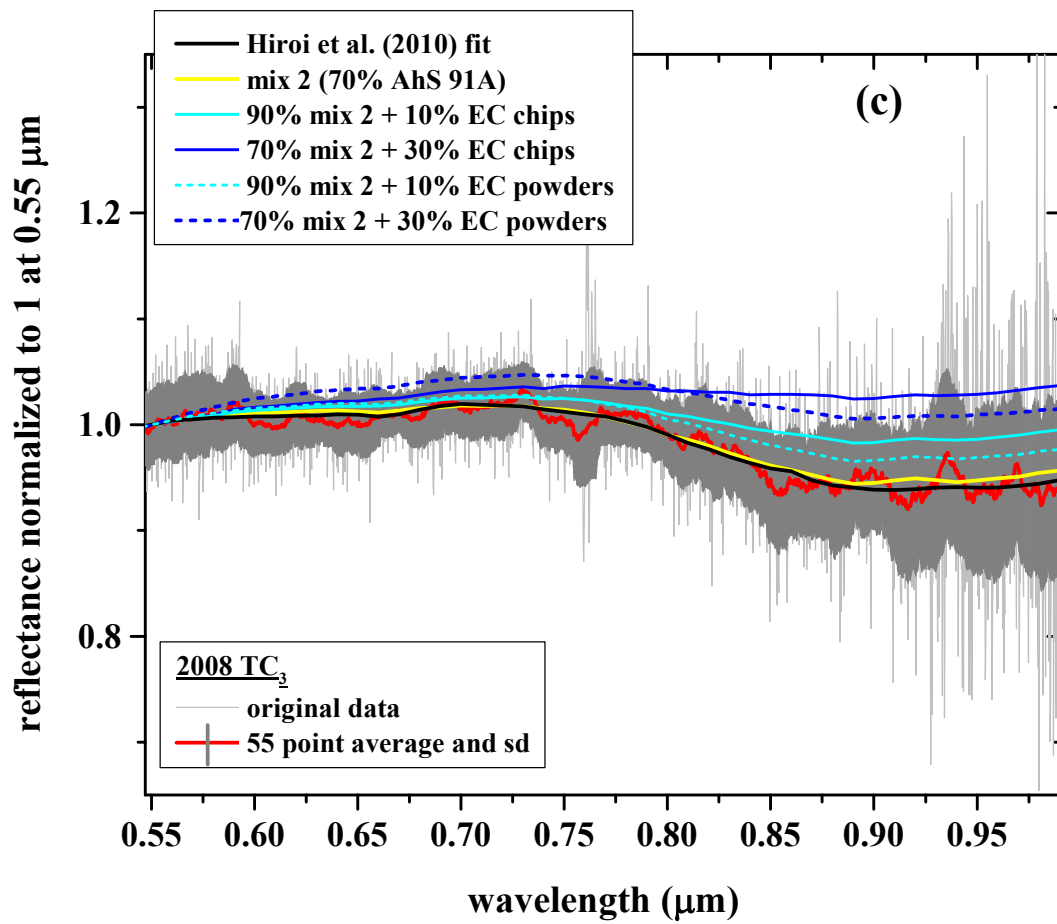 Hiroi et al. (2010) fit
mix 2 (70% AhS 91A)
90% mix 2 + 10% EC chips
70% mix 2 + 30% EC chips
90% mix 2 + 10% EC powders
70% mix 2 + 30% EC powders
(c)
reflectance normalized to 1 at 0.55 μm
1.2
1.0
0.8
2008 TC₃
original data
55 point average and sd
0.55 0.60 0.65 0.70 0.75 0.80 0.85 0.90 0.95
wavelength (μm)